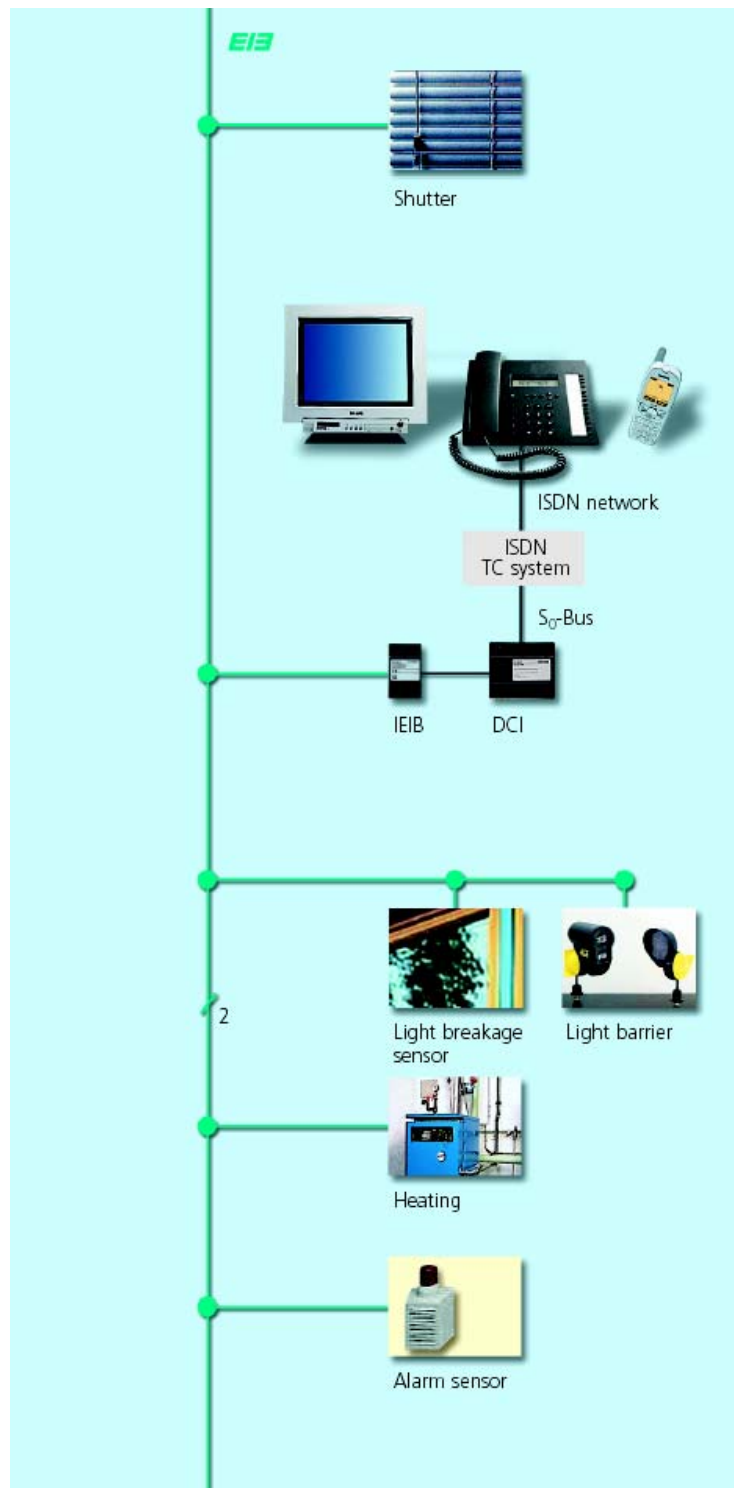 EIB
Shutter
ISDN network
ISDN
TC system
S0-Bus
IEIB
DCI
2
Light breakage
sensor
Light barrier
Heating
Alarm sensor